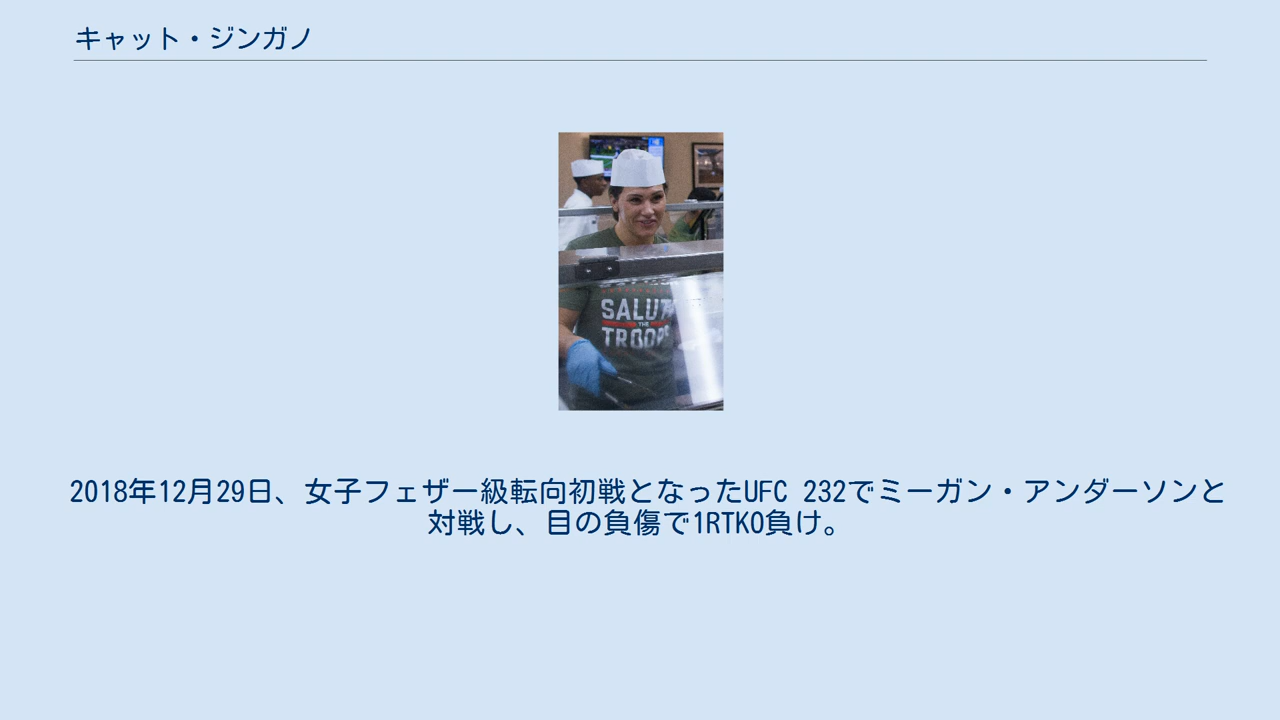 キャット・ジンガノ
SALUT
THE
TROOPS
2018年12月29日、女子フェザー級転向初戦となったUFC 232でミーガン・アンダーソンと
対戦し、目の負傷で1RTKO負け。